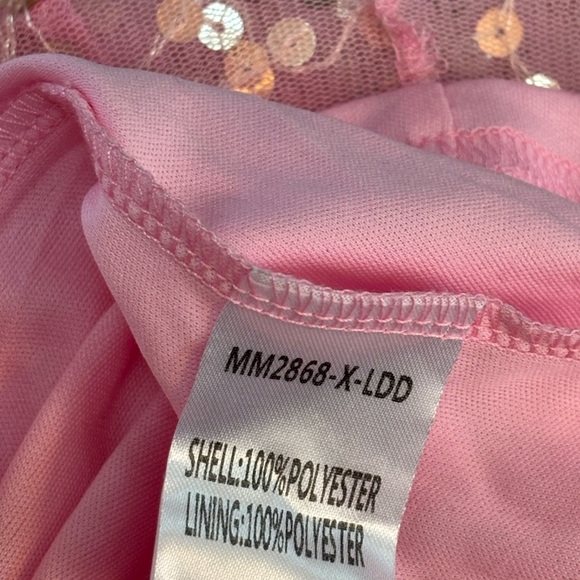 MM2868-X-LDD
SHELL:100%POLYESTER
LINING:100%POLYESTER